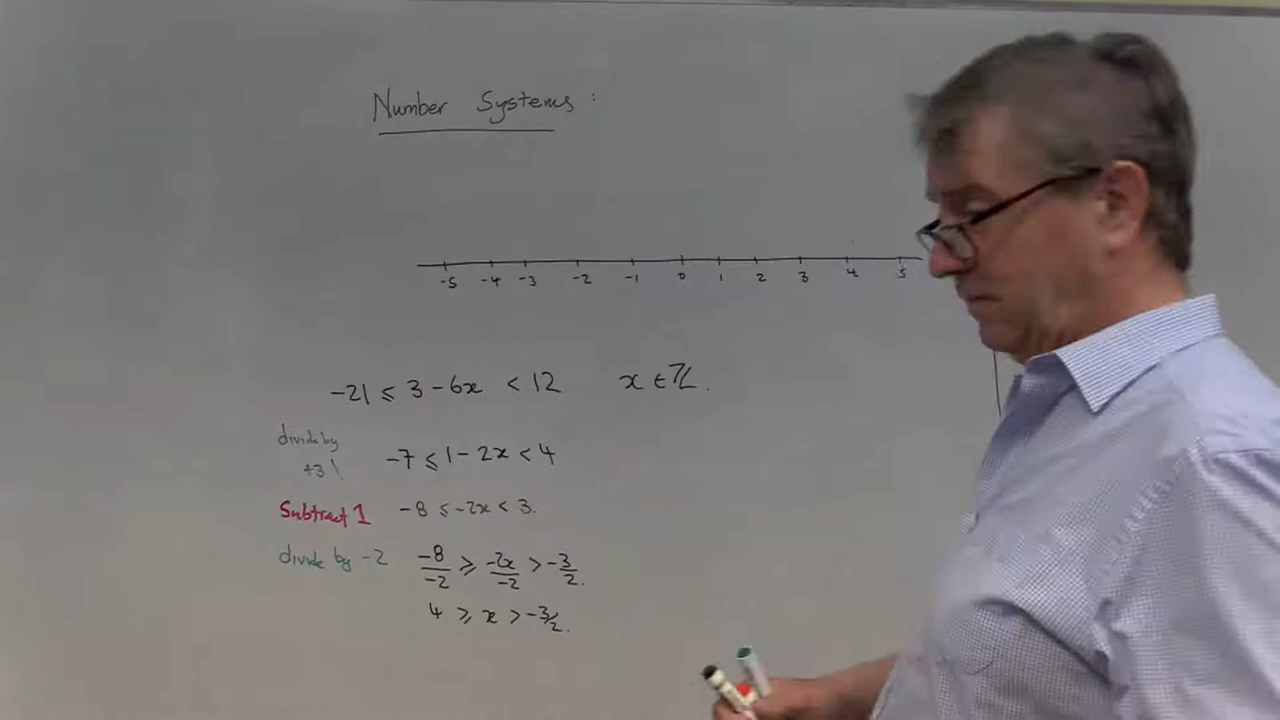 Number Systems :
-5 -4 -3 -2 -1 0 1 2 3 4 5
-21 ≤ 3 - 6x < 12 x ∈ ℤ.
divide by
+3
-7 ≤ 1 - 2x < 4
Subtract 1 -8 ≤ -2x < 3.
divide by -2 -8/-2 ≥ -2x/-2 > -3/2.
4 ≥ x > -3/2.